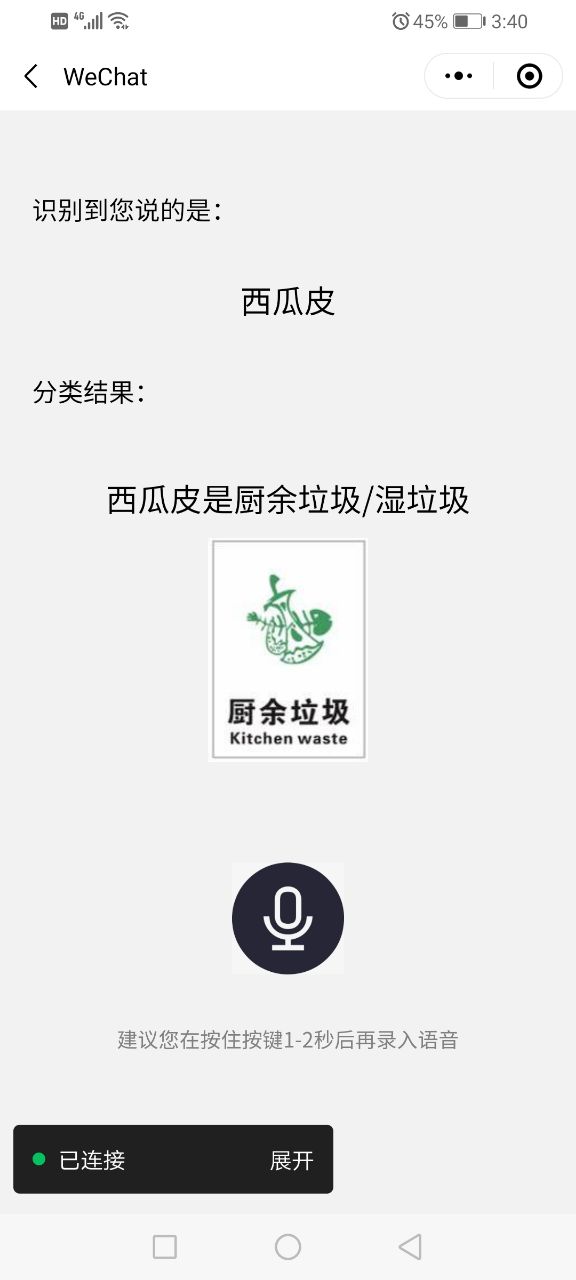 HD 4G 45% 3:40
WeChat
识别到您说的是：
西瓜皮
分类结果：
西瓜皮是厨余垃圾/湿垃圾
厨余垃圾
Kitchen waste
建议您在按住按键1-2秒后再录入语音
已连接 展开